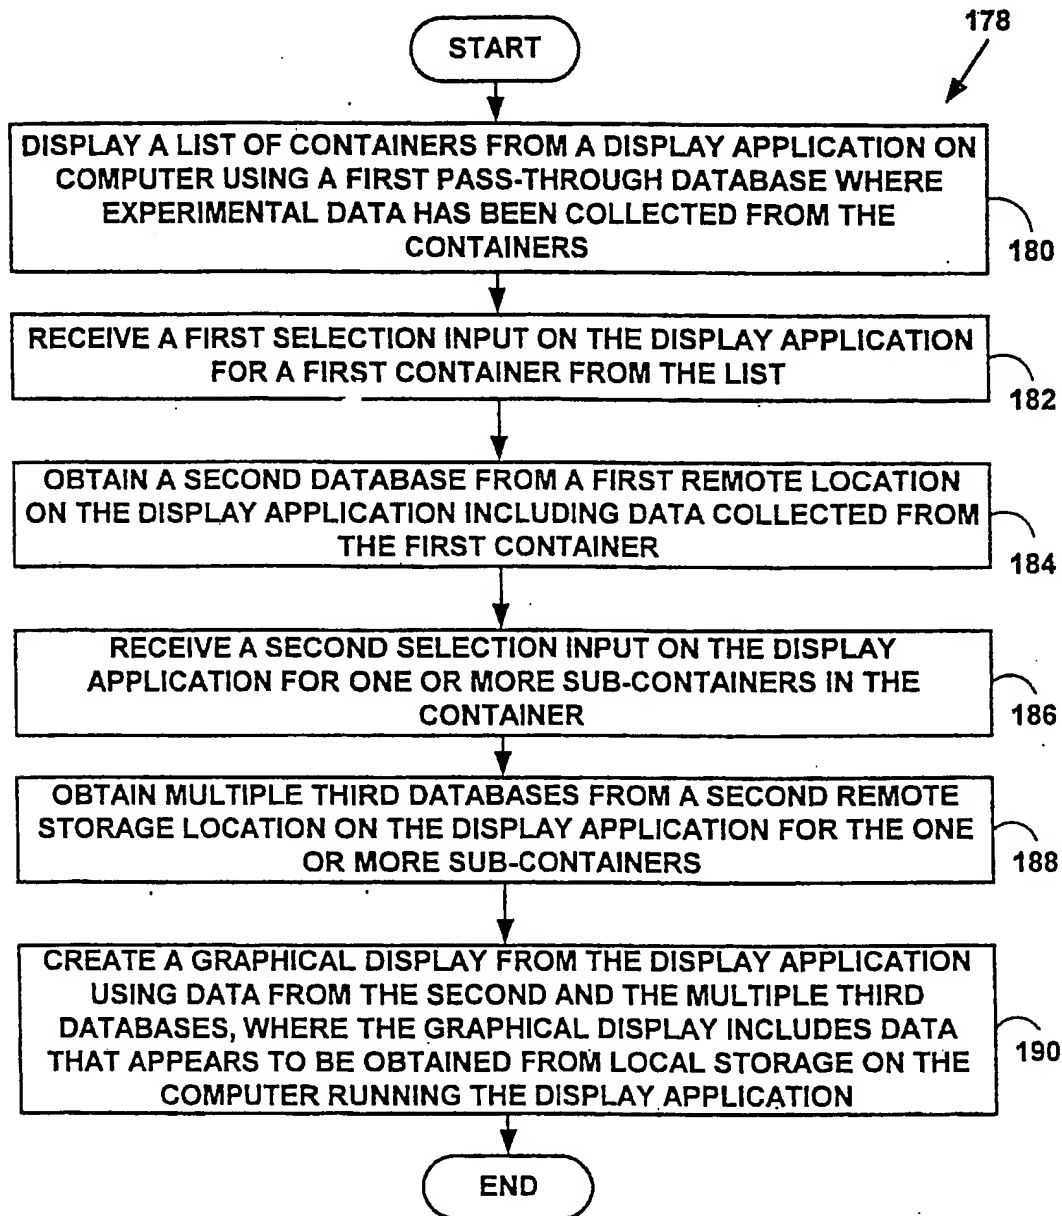 START
178
DISPLAY A LIST OF CONTAINERS FROM A DISPLAY APPLICATION ON
COMPUTER USING A FIRST PASS-THROUGH DATABASE WHERE
EXPERIMENTAL DATA HAS BEEN COLLECTED FROM THE
CONTAINERS
180
RECEIVE A FIRST SELECTION INPUT ON THE DISPLAY APPLICATION
FOR A FIRST CONTAINER FROM THE LIST
182
OBTAIN A SECOND DATABASE FROM A FIRST REMOTE LOCATION
ON THE DISPLAY APPLICATION INCLUDING DATA COLLECTED FROM
THE FIRST CONTAINER
184
RECEIVE A SECOND SELECTION INPUT ON THE DISPLAY
APPLICATION FOR ONE OR MORE SUB-CONTAINERS IN THE
CONTAINER
186
OBTAIN MULTIPLE THIRD DATABASES FROM A SECOND REMOTE
STORAGE LOCATION ON THE DISPLAY APPLICATION FOR THE ONE
OR MORE SUB-CONTAINERS
188
CREATE A GRAPHICAL DISPLAY FROM THE DISPLAY APPLICATION
USING DATA FROM THE SECOND AND THE MULTIPLE THIRD
DATABASES, WHERE THE GRAPHICAL DISPLAY INCLUDES DATA
THAT APPEARS TO BE OBTAINED FROM LOCAL STORAGE ON THE
COMPUTER RUNNING THE DISPLAY APPLICATION
190
END